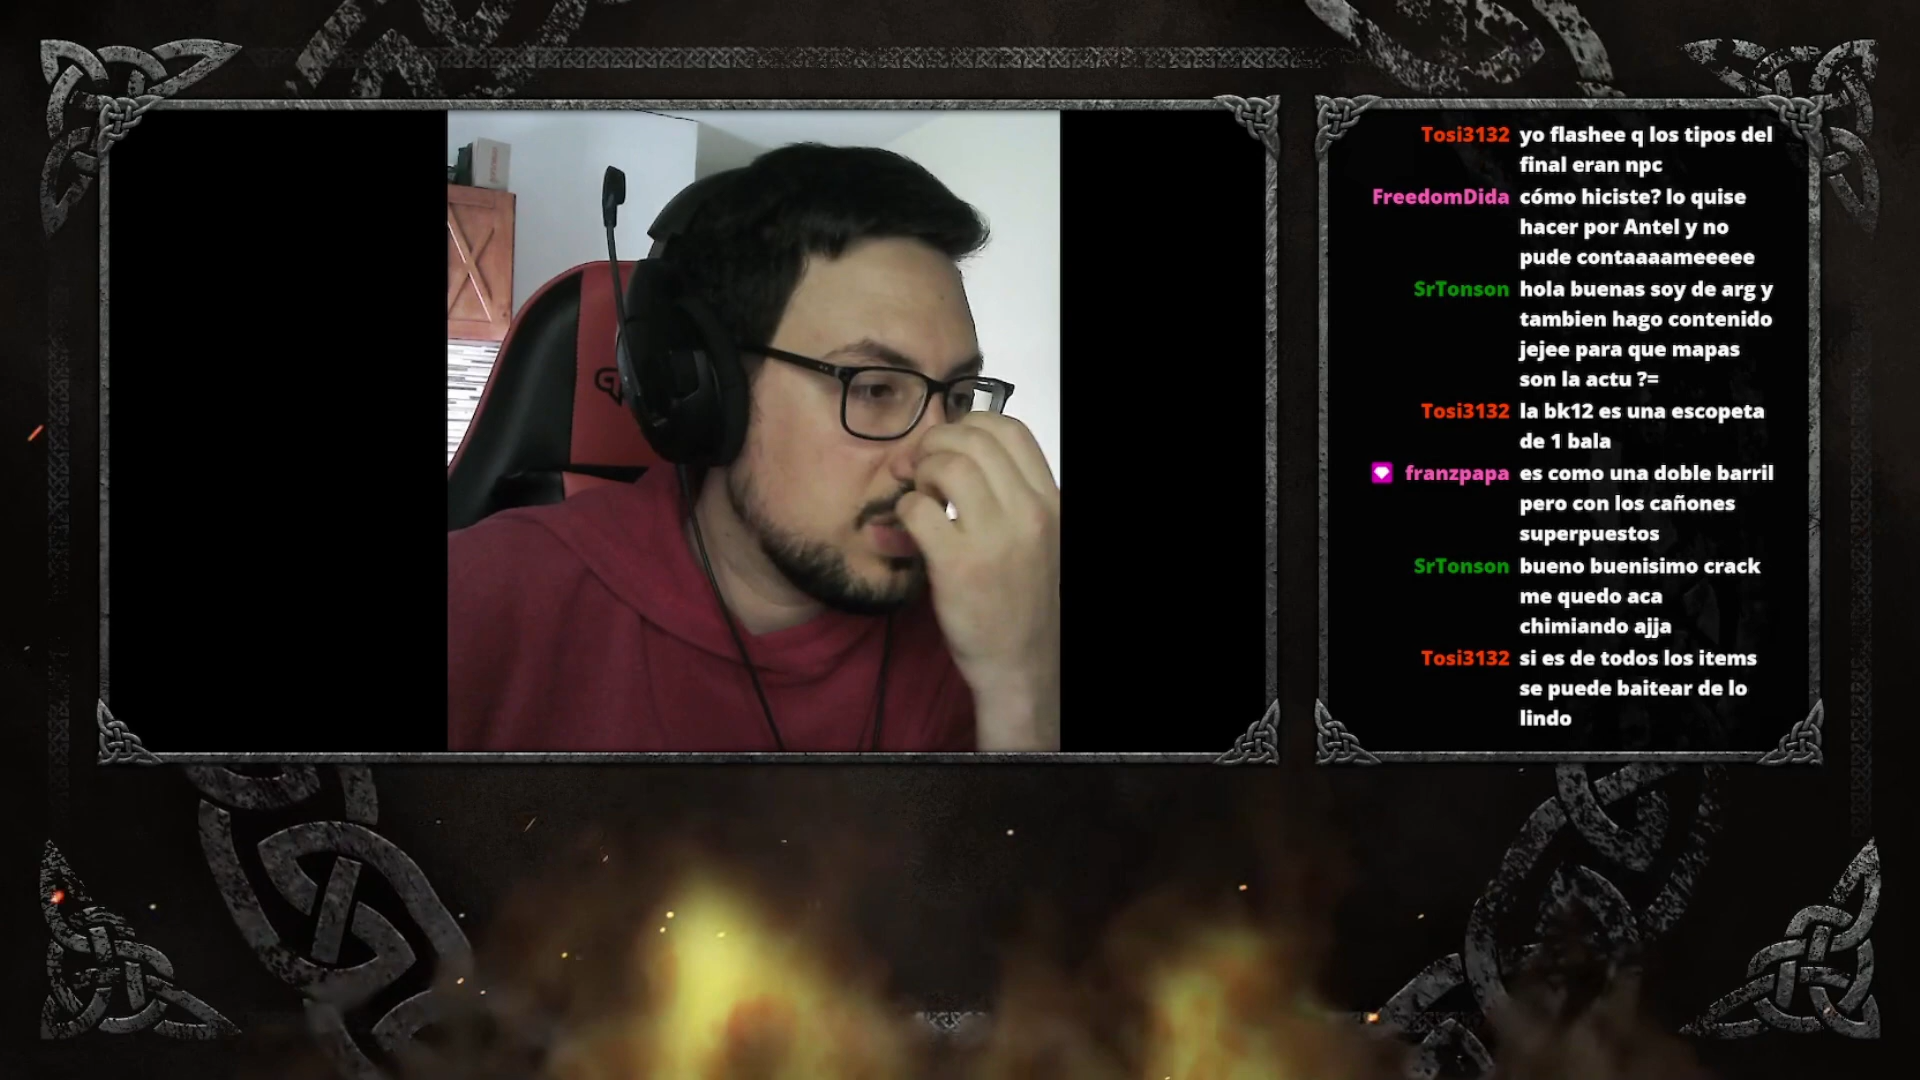 Tosi3132 yo flashee q los tipos del
final eran npc
FreedomDida cómo hiciste? lo quise
hacer por Antel y no
pude contaaaameeeee
SrTonson hola buenas soy de arg y
tambien hago contenido
jejee para que mapas
son la actu ?=
Tosi3132 la bk12 es una escopeta
de 1 bala
franzpapa es como una doble barril
pero con los cañones
superpuestos
SrTonson bueno buenisimo crack
me quedo aca
chimiando ajja
Tosi3132 si es de todos los items
se puede baitear de lo
lindo